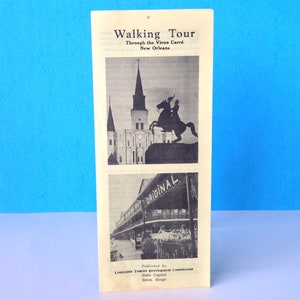 Walking Tour
Through the Vieux Carré
New Orleans
ORIGINAL
Published by
Louisiana Tourist Development Commission
State Capitol
Baton Rouge